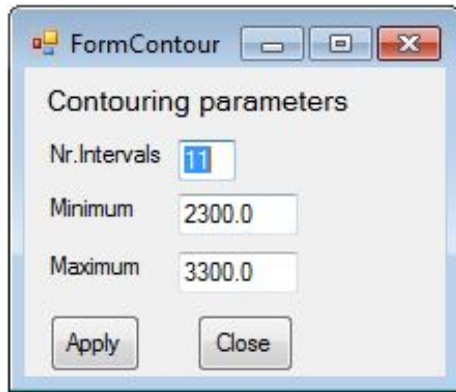 FormContour
Contouring parameters
Nr.Intervals 11
Minimum 2300.0
Maximum 3300.0
Apply Close